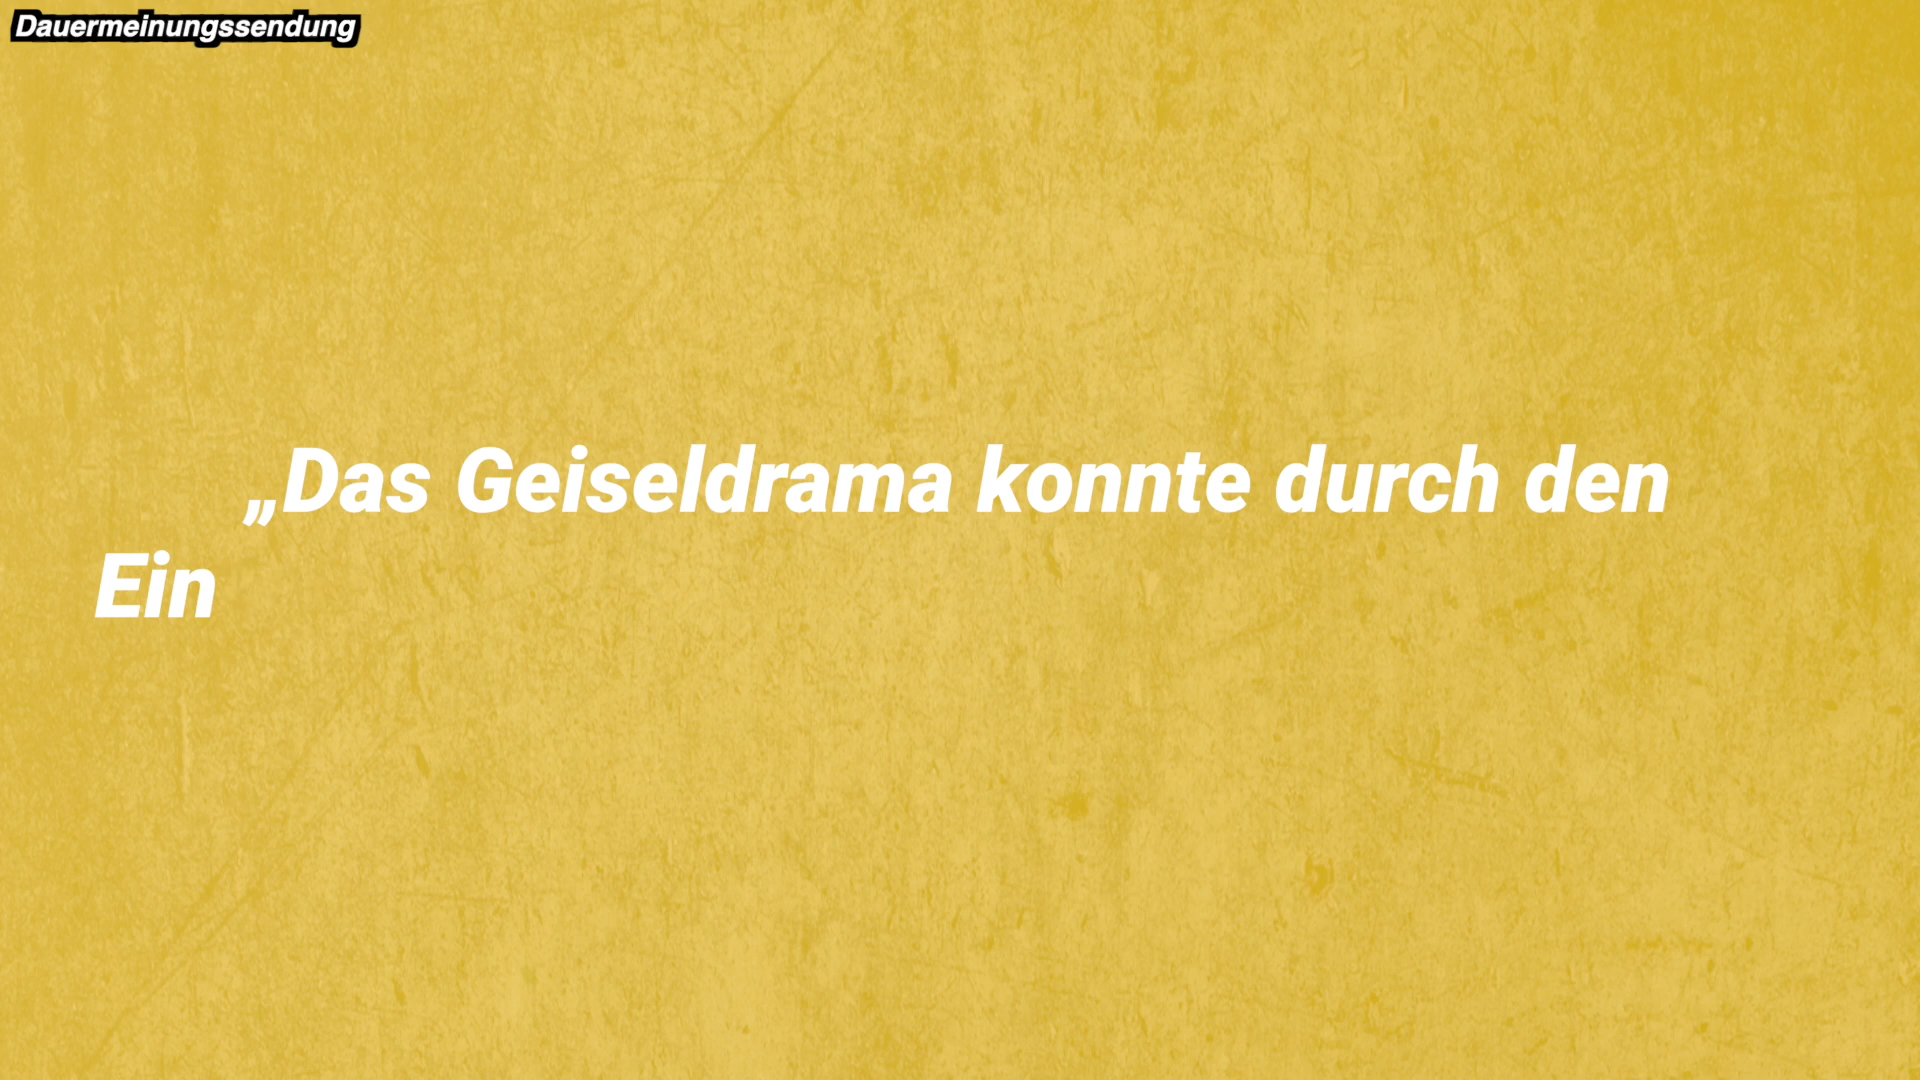 Dauermeinungssendung
„Das Geiseldrama konnte durch den
Ein